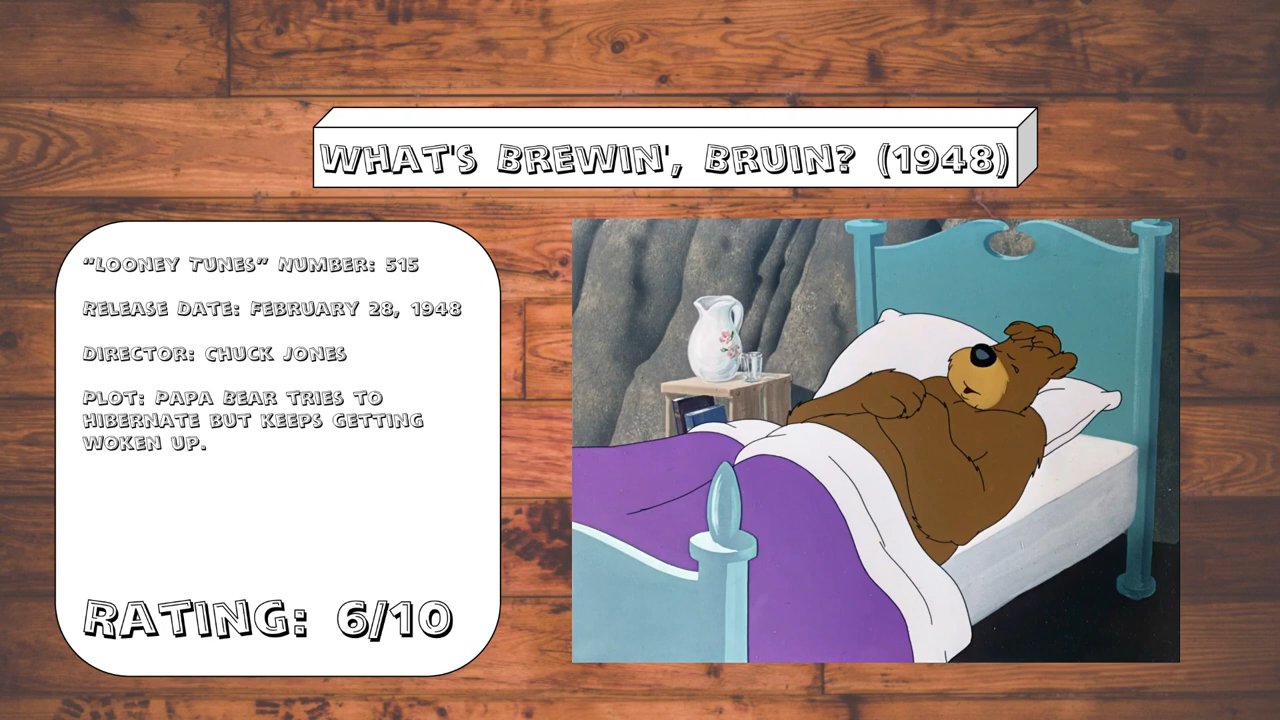 WHAT'S BREWIN', BRUIN? (1948)
“LOONEY TUNES” NUMBER: 515
RELEASE DATE: FEBRUARY 28, 1948
DIRECTOR: CHUCK JONES
PLOT: PAPA BEAR TRIES TO
HIBERNATE BUT KEEPS GETTING
WOKEN UP.
RATING: 6/10